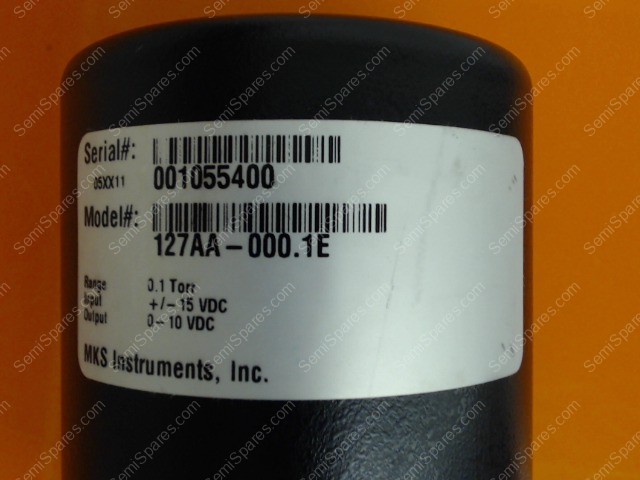 Serial#:
05XX11 001055400
Model#:
127AA-000.1E
Range 0.1 Torr
Input +/- 15 VDC
Output 0- 10 VDC
MKS Instruments, Inc.
SemiSpares.com